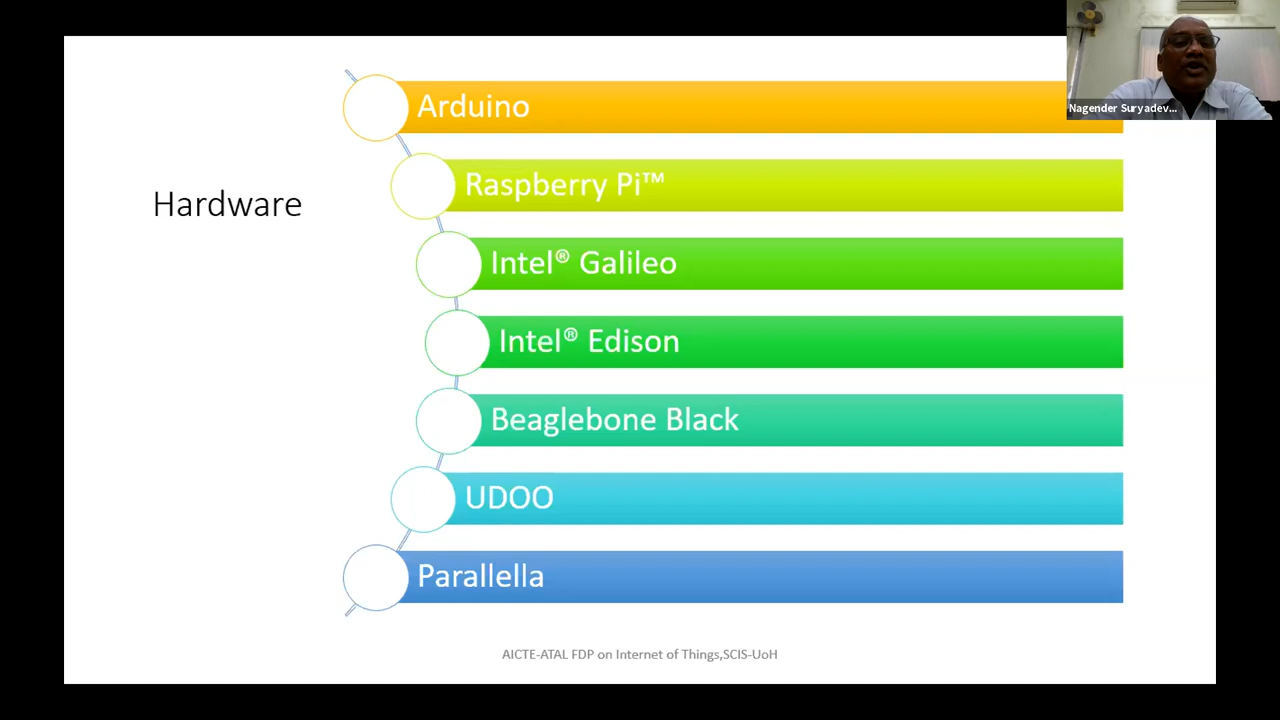 Nagender Suryadev...
Arduino
Raspberry Pi™
Hardware
Intel® Galileo
Intel® Edison
Beaglebone Black
UDOO
Parallella
AICTE-ATAL FDP on Internet of Things,SCIS-UoH